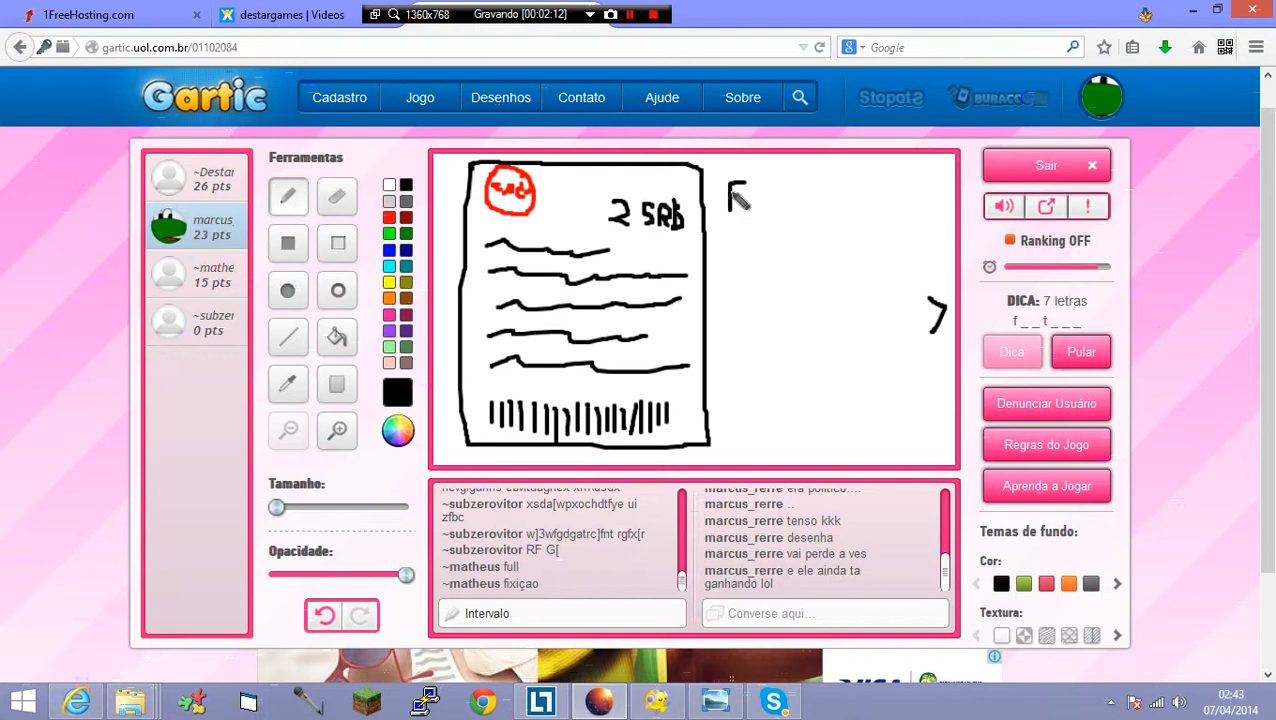 1FreeHosting.com
destargames | Vídeos
1360x768
Gravando [00:02:12]
gartic.uol.com.br/01102084
Google
Gartic
Cadastro
Jogo
Desenhos
Contato
Ajude
Sobre
StopotS
BURACO
~Desta
26 pts
marcus
23 pts
~mathe
15 pts
~subzer
0 pts
Ferramentas
Tamanho:
Opacidade:
Sair
Ranking OFF
DICA: 7 letras
f _ _ t _ _ _
Dica
Pular
Denunciar Usuário
Regras do Jogo
Aprenda a Jogar
Temas de fundo:
Cor:
Textura:
~subzerovitor xsda[wpxochdtfye ui
zfbc
~subzerovitor w]3wfgdgatrc]fnt rgfx[r
~subzerovitor RF G[
~matheus full
~matheus fixiçao
Intervalo
marcus_rerre era politico....
marcus_rerre ..
marcus_rerre tenso kkk
marcus_rerre desenha
marcus_rerre vai perde a ves
marcus_rerre e ele ainda ta
ganhando lol
Converse aqui...
02:43
07/04/2014